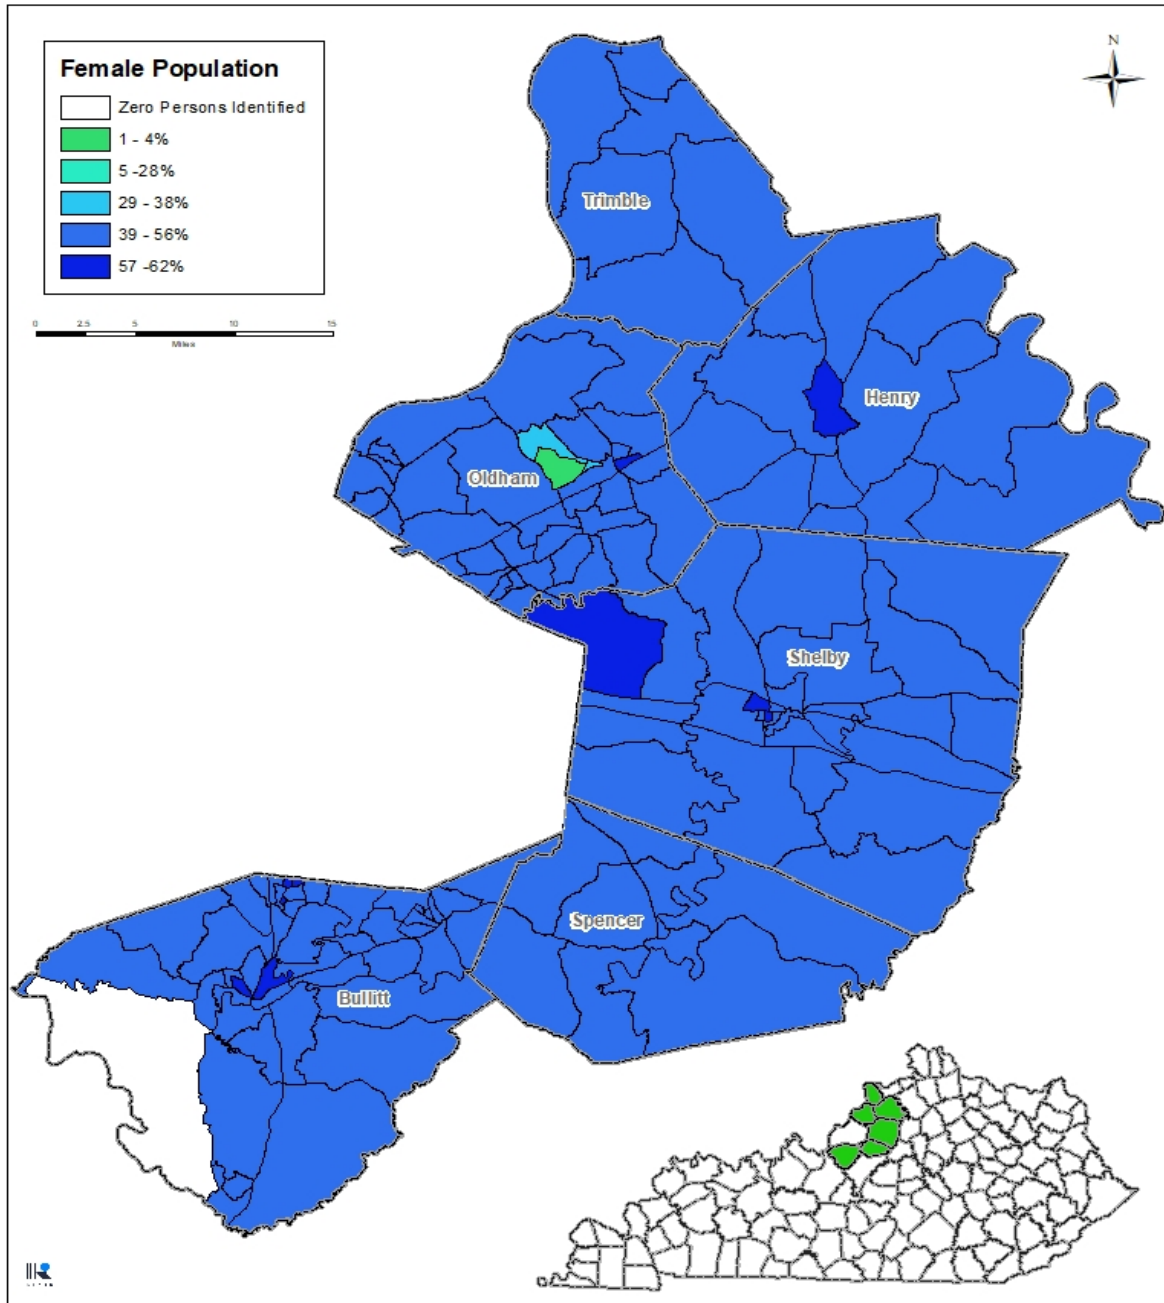 Female Population
Zero Persons Identified
1 - 4%
5 -28%
29 - 38%
39 - 56%
57 -62%
0 2.5 5 10 15
Miles
N
Trimble
Henry
Oldham
Shelby
Spencer
Bullitt